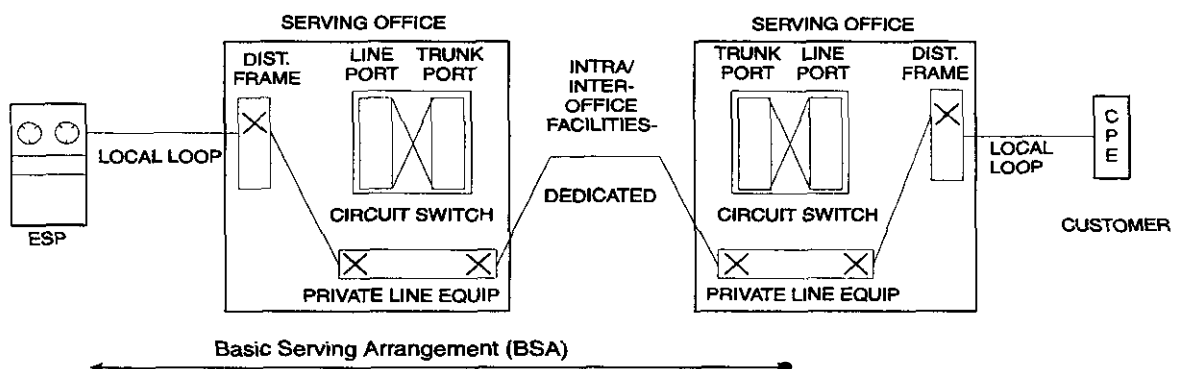 SERVING OFFICE
DIST.
FRAME
LINE
PORT
TRUNK
PORT
LOCAL LOOP
ESP
CIRCUIT SWITCH
PRIVATE LINE EQUIP
INTRA/
INTER-
OFFICE
FACILITIES-
DEDICATED
SERVING OFFICE
TRUNK
PORT
LINE
PORT
DIST.
FRAME
CIRCUIT SWITCH
PRIVATE LINE EQUIP
LOCAL
LOOP
C
P
E
CUSTOMER
Basic Serving Arrangement (BSA)